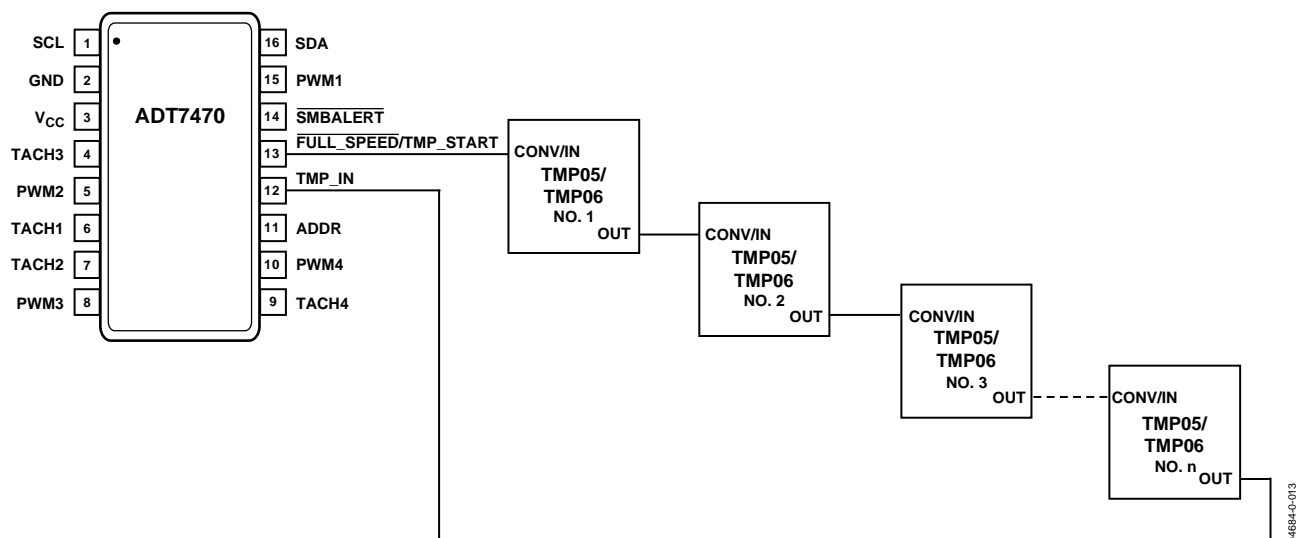 SCL 1
GND 2
VCC 3
TACH3 4
PWM2 5
TACH1 6
TACH2 7
PWM3 8
ADT7470
16 SDA
15 PWM1
14 SMBALERT
13 FULL_SPEED/TMP_START
12 TMP_IN
11 ADDR
10 PWM4
9 TACH4
CONV/IN
TMP05/
TMP06
NO. 1
OUT
CONV/IN
TMP05/
TMP06
NO. 2
OUT
CONV/IN
TMP05/
TMP06
NO. 3
OUT
CONV/IN
TMP05/
TMP06
NO. n
OUT
04684-0-013